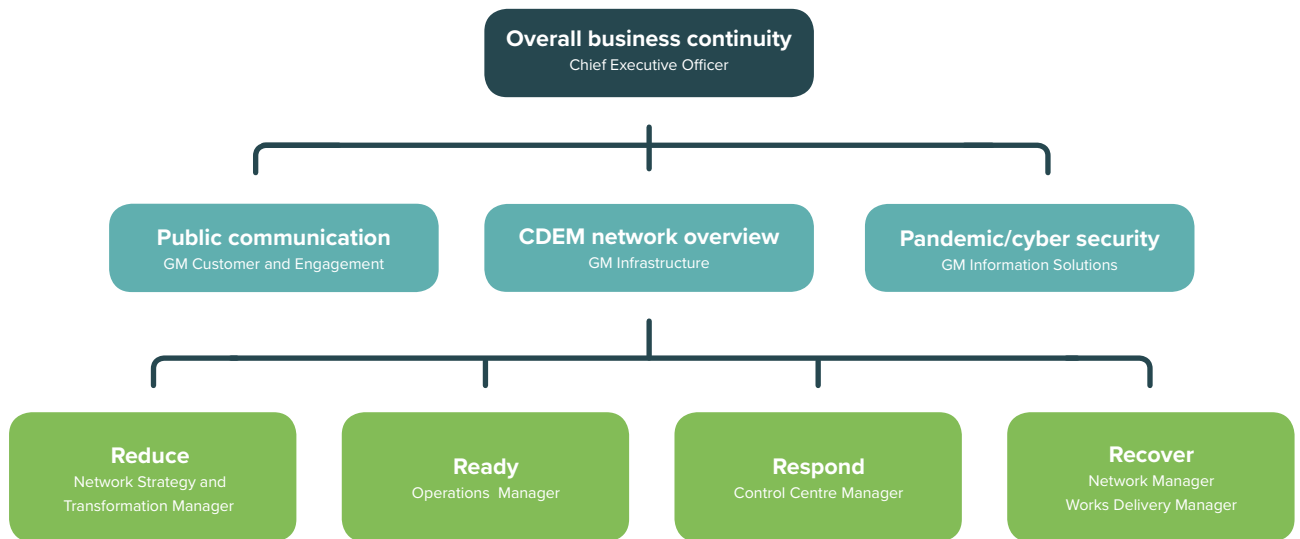 Overall business continuity
Chief Executive Officer
Public communication
GM Customer and Engagement
CDEM network overview
GM Infrastructure
Pandemic/cyber security
GM Information Solutions
Reduce
Network Strategy and
Transformation Manager
Ready
Operations Manager
Respond
Control Centre Manager
Recover
Network Manager
Works Delivery Manager